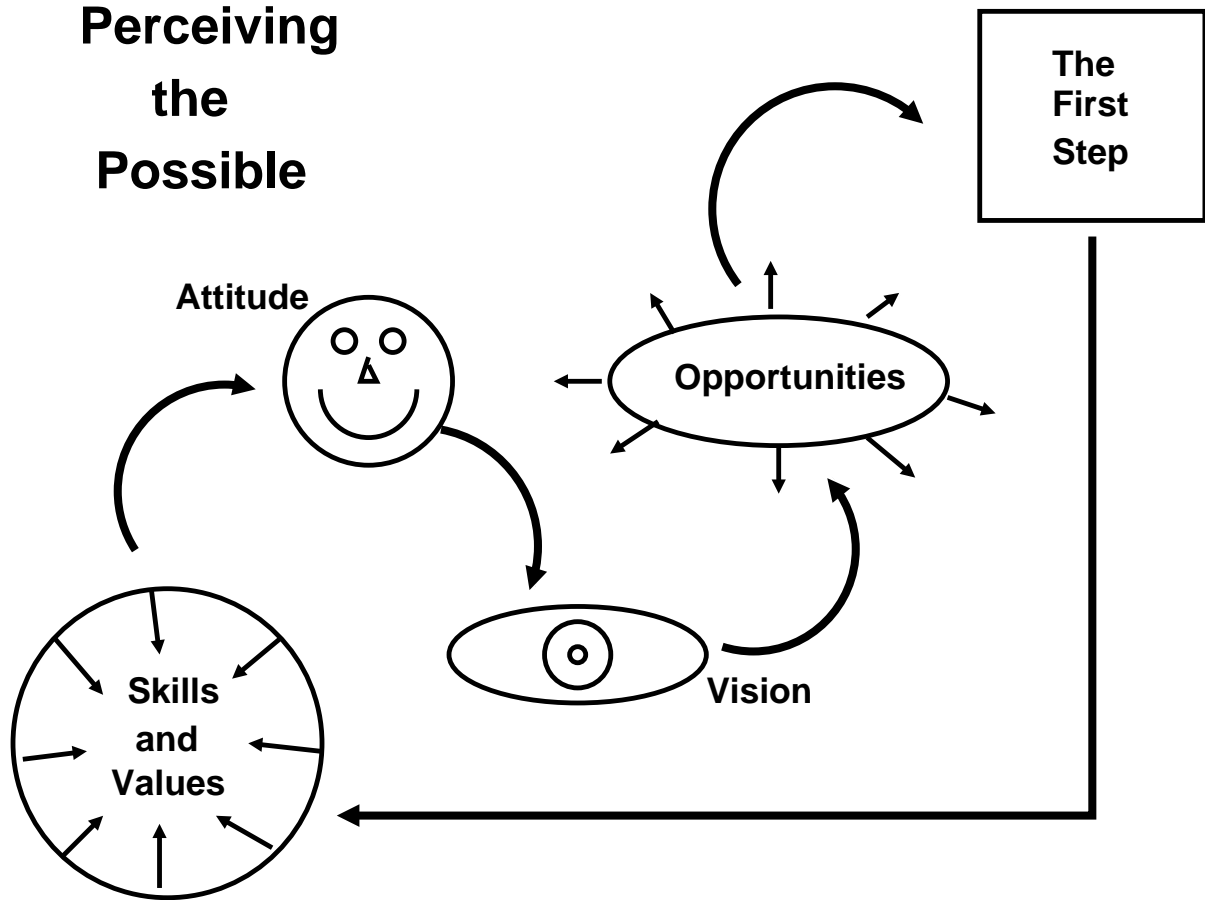 Perceiving
the
Possible
The
First
Step
Attitude
Opportunities
Skills
and
Values
Vision